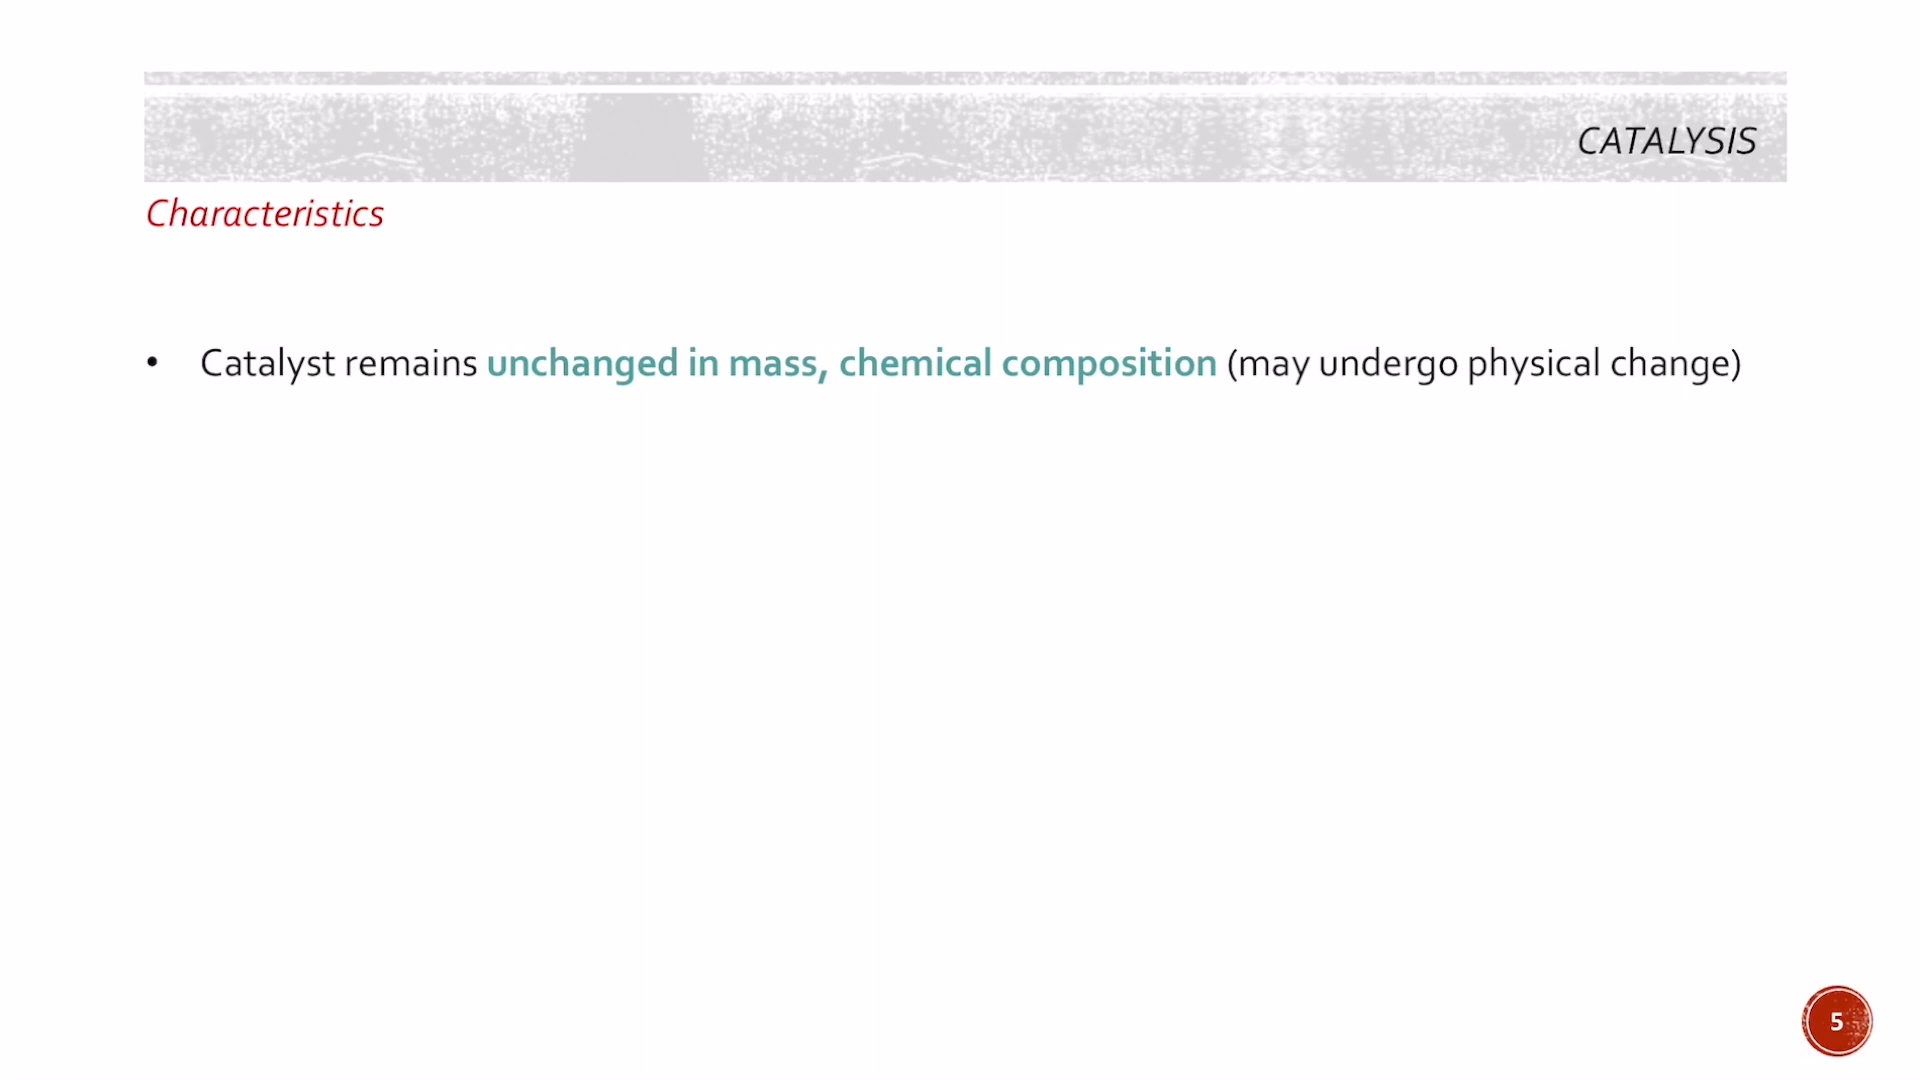 CATALYSIS
Characteristics
• Catalyst remains unchanged in mass, chemical composition (may undergo physical change)
5